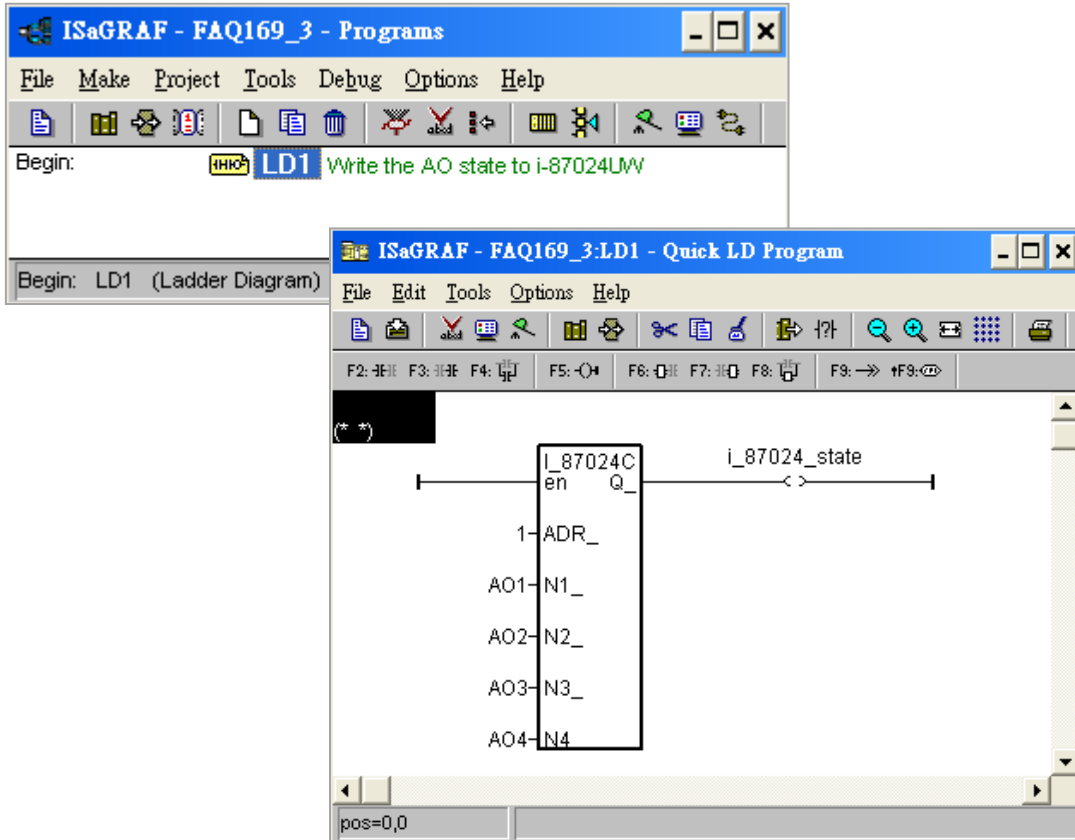 ISaGRAF - FAQ169_3 - Programs
File Make Project Tools Debug Options Help
Begin: LD1 Write the AO state to i-87024UW
Begin: LD1 (Ladder Diagram)
ISaGRAF - FAQ169_3:LD1 - Quick LD Program
File Edit Tools Options Help
F2: F3: F4: F5: F6: F7: F8: F9: F9:
(* *)
I_87024C i_87024_state
en Q_
1 ADR_
AO1 N1_
AO2 N2_
AO3 N3_
AO4 N4
pos=0,0